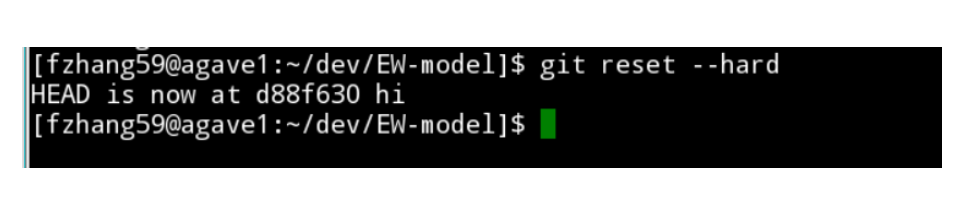 [fzhang59@agave1:~/dev/EW-model]$ git reset --hard
HEAD is now at d88f630 hi
[fzhang59@agave1:~/dev/EW-model]$